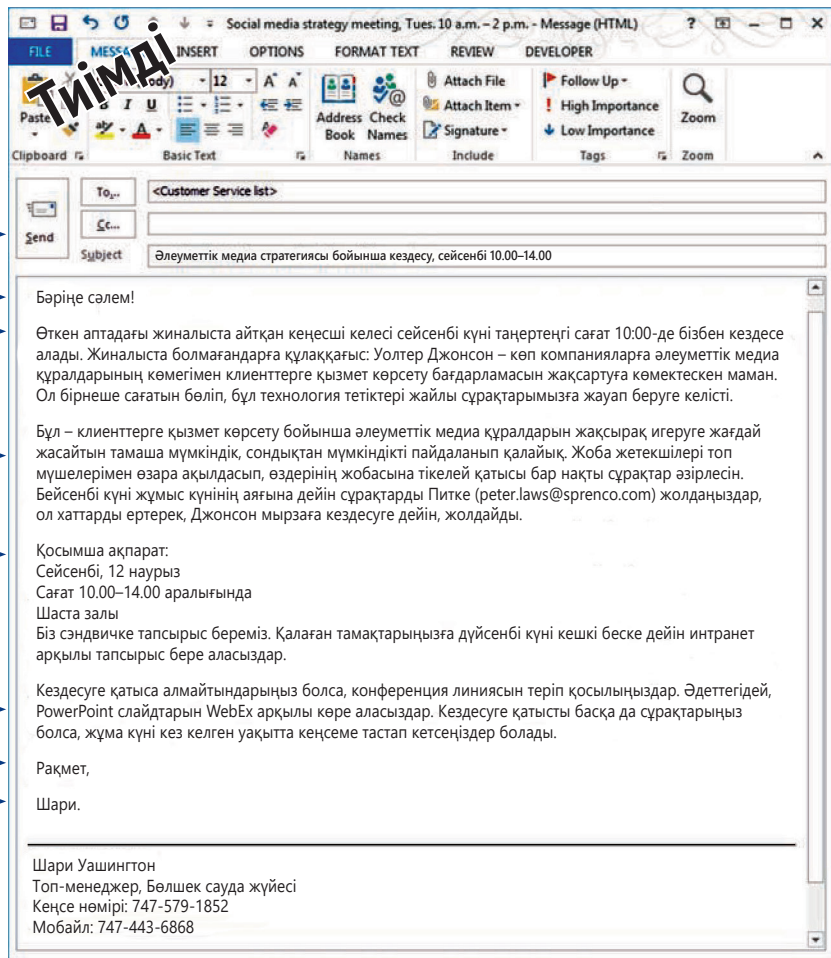 Social media strategy meeting, Tues. 10 a.m. – 2 p.m. - Message (HTML)
FILE MESSA INSERT OPTIONS FORMAT TEXT REVIEW DEVELOPER
Тиімді
ody) 12 A A
B I U
Paste
Address Book
Check Names
Attach File
Attach Item
Signature
Follow Up
High Importance
Low Importance
Zoom
Clipboard Basic Text Names Include Tags Zoom
Send
To... <Customer Service list>
Cc...
Subject Әлеуметтік медиа стратегиясы бойынша кездесу, сейсенбі 10.00–14.00
Бәріңе сәлем!
Өткен аптадағы жиналыста айтқан кеңесші келесі сейсенбі күні таңертеңгі сағат 10:00-де бізбен кездесе
алады. Жиналыста болмағандарға құлаққағыс: Уолтер Джонсон – көп компанияларға әлеуметтік медиа
құралдарының көмегімен клиенттерге қызмет көрсету бағдарламасын жақсартуға көмектескен маман.
Ол бірнеше сағатын бөліп, бұл технология тетіктері жайлы сұрақтарымызға жауап беруге келісті.
Бұл – клиенттерге қызмет көрсету бойынша әлеуметтік медиа құралдарын жақсырақ игеруге жағдай
жасайтын тамаша мүмкіндік, сондықтан мүмкіндікті пайдаланып қалайық. Жоба жетекшілері топ
мүшелерімен өзара ақылдасып, өздерінің жобасына тікелей қатысы бар нақты сұрақтар әзірлесін.
Бейсенбі күні жұмыс күнінің аяғына дейін сұрақтарды Питке (peter.laws@sprenco.com) жолдаңыздар,
ол хаттарды ертерек, Джонсон мырзаға кездесуге дейін, жолдайды.
Қосымша ақпарат:
Сейсенбі, 12 наурыз
Сағат 10.00–14.00 аралығында
Шаста залы
Біз сэндвичке тапсырыс береміз. Қалаған тамақтарыңызға дүйсенбі күні кешкі беске дейін интранет
арқылы тапсырыс бере аласыздар.
Кездесуге қатыса алмайтындарыңыз болса, конференция линиясын теріп қосылыңыздар. Әдеттегідей,
PowerPoint слайдтарын WebEx арқылы көре аласыздар. Кездесуге қатысты басқа да сұрақтарыңыз
болса, жұма күні кез келген уақытта кеңсеме тастап кетсеңіздер болады.
Рақмет,
Шари.
Шари Уашингтон
Топ-менеджер, Бөлшек сауда жүйесі
Кеңсе нөмірі: 747-579-1852
Мобайл: 747-443-6868